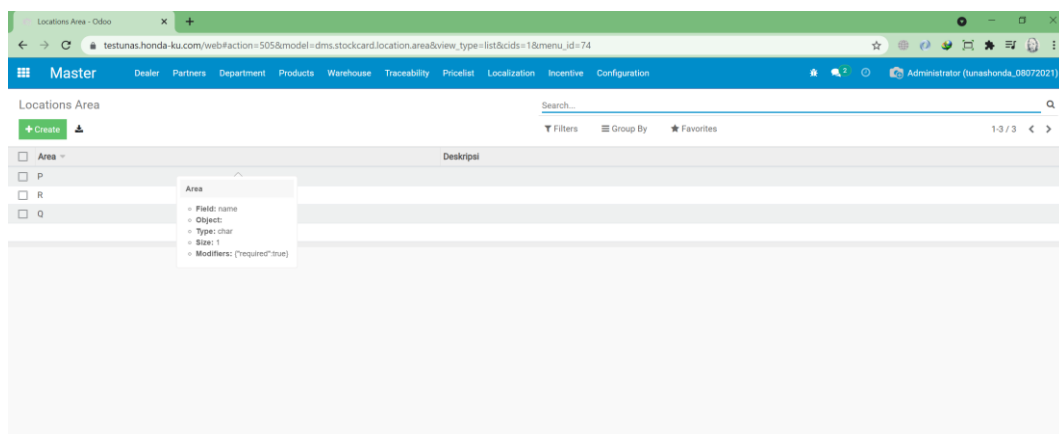 Locations Area - Odoo
testunas.honda-ku.com/web#action=505&model=dms.stockcard.location.area&view_type=list&cids=1&menu_id=74
Master Dealer Partners Department Products Warehouse Traceability Pricelist Localization Incentive Configuration 2 Administrator (tunashonda_08072021)
Locations Area Search...
+ Create Filters Group By Favorites 1-3 / 3
Area Deskripsi
P
R
Q
Area
Field: name
Object:
Type: char
Size: 1
Modifiers: {"required":true}